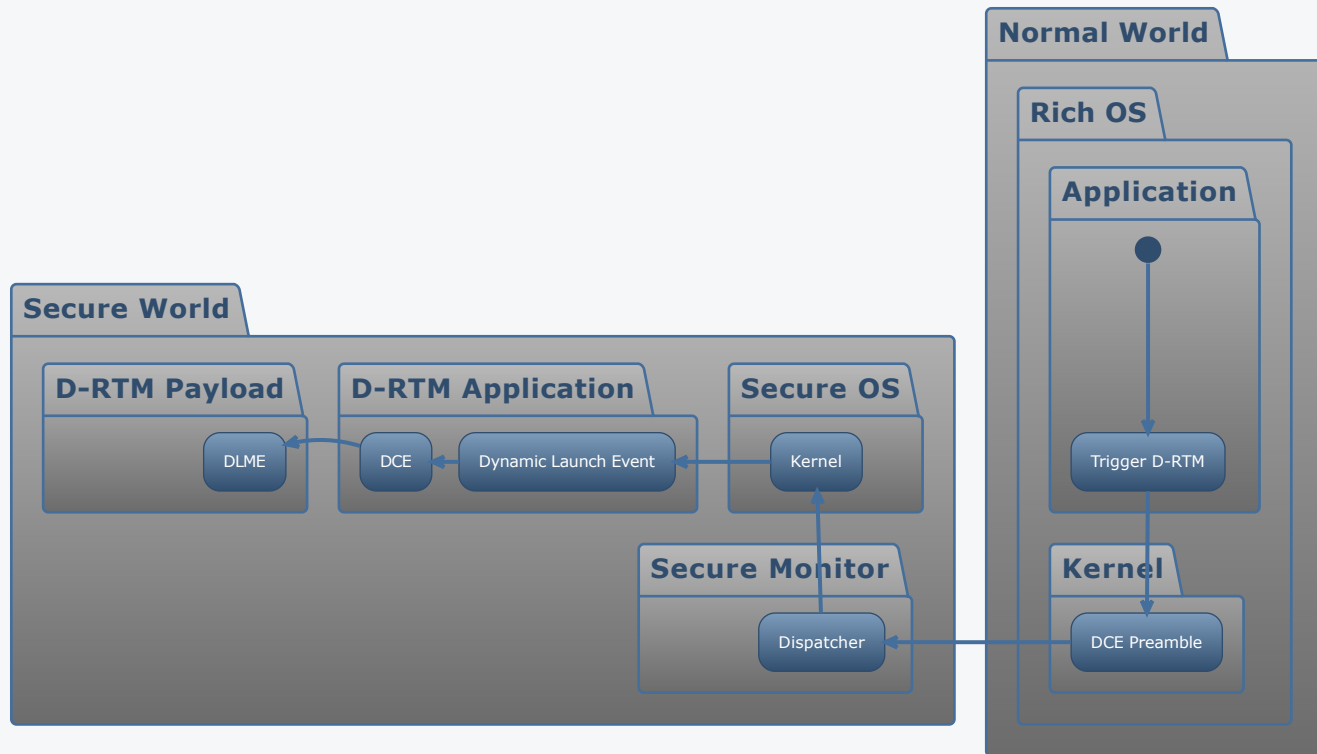 Normal World
Rich OS
Application
Trigger D-RTM
Kernel
DCE Preamble
Secure World
D-RTM Payload
DLME
D-RTM Application
DCE
Dynamic Launch Event
Secure OS
Kernel
Secure Monitor
Dispatcher